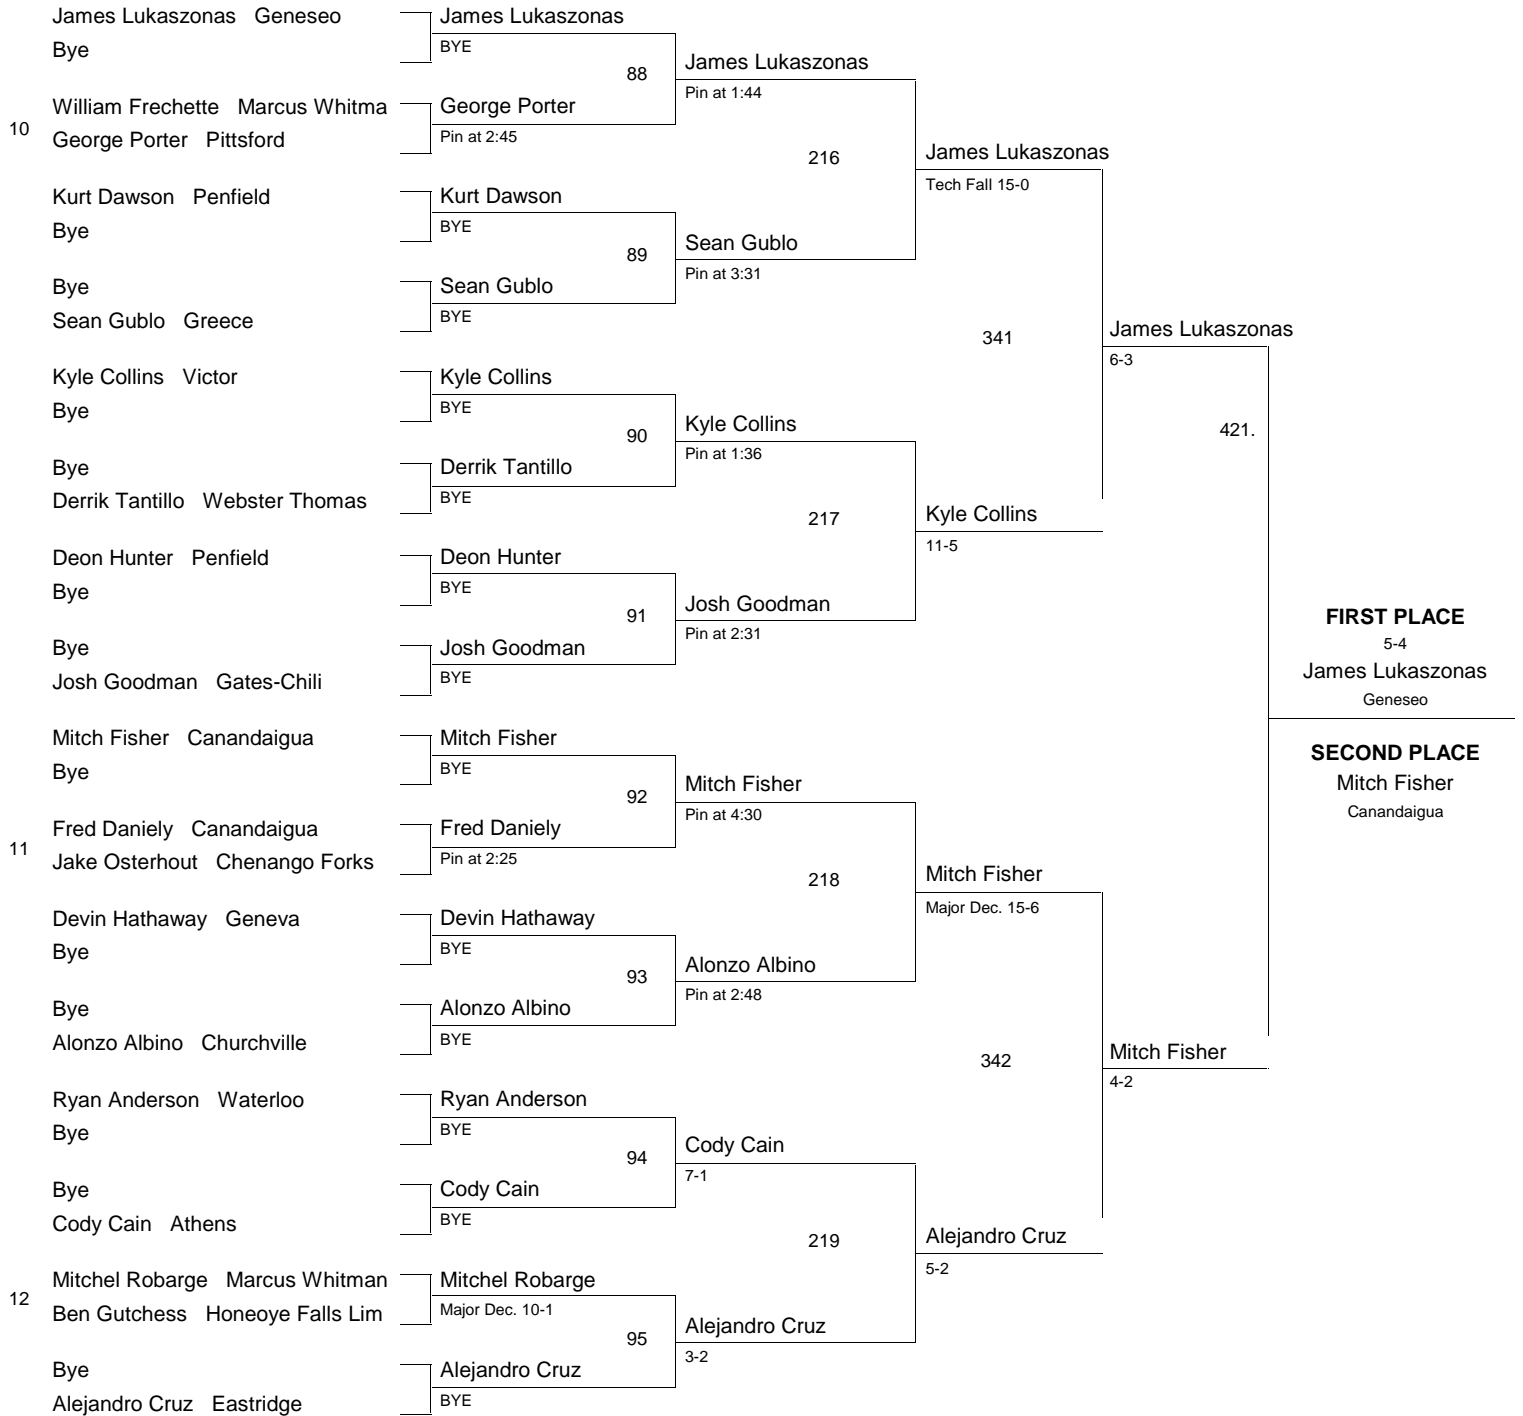 James Lukaszonas Geneseo
Bye
10
William Frechette Marcus Whitma
George Porter Pittsford
Kurt Dawson Penfield
Bye
Bye
Sean Gublo Greece
Kyle Collins Victor
Bye
Bye
Derrik Tantillo Webster Thomas
Deon Hunter Penfield
Bye
Bye
Josh Goodman Gates-Chili
Mitch Fisher Canandaigua
Bye
11
Fred Daniely Canandaigua
Jake Osterhout Chenango Forks
Devin Hathaway Geneva
Bye
Bye
Alonzo Albino Churchville
Ryan Anderson Waterloo
Bye
Bye
Cody Cain Athens
12
Mitchel Robarge Marcus Whitman
Ben Gutchess Honeoye Falls Lim
Bye
Alejandro Cruz Eastridge
James Lukaszonas
BYE
88
George Porter
Pin at 2:45
Kurt Dawson
BYE
89
Sean Gublo
BYE
Kyle Collins
BYE
90
Derrik Tantillo
BYE
Deon Hunter
BYE
91
Josh Goodman
BYE
Mitch Fisher
BYE
92
Fred Daniely
Pin at 2:25
Devin Hathaway
BYE
93
Alonzo Albino
BYE
Ryan Anderson
BYE
94
Cody Cain
BYE
Mitchel Robarge
Major Dec. 10-1
95
Alejandro Cruz
BYE
James Lukaszonas
Pin at 1:44
216
Sean Gublo
Pin at 3:31
Kyle Collins
Pin at 1:36
217
Josh Goodman
Pin at 2:31
Mitch Fisher
Pin at 4:30
218
Alonzo Albino
Pin at 2:48
Cody Cain
7-1
219
Alejandro Cruz
3-2
James Lukaszonas
Tech Fall 15-0
341
Kyle Collins
11-5
Mitch Fisher
Major Dec. 15-6
342
Alejandro Cruz
5-2
James Lukaszonas
6-3
421.
Mitch Fisher
4-2
FIRST PLACE
5-4
James Lukaszonas
Geneseo
SECOND PLACE
Mitch Fisher
Canandaigua